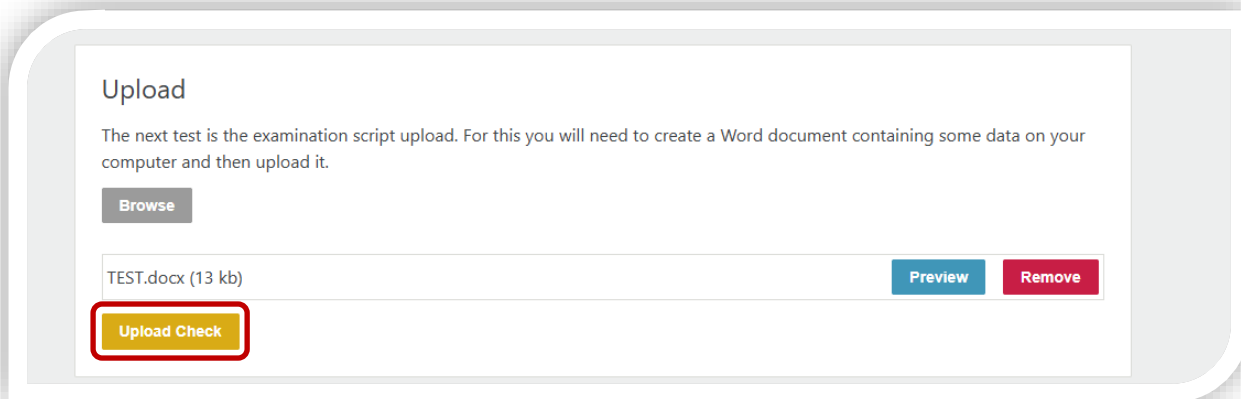 Upload
The next test is the examination script upload. For this you will need to create a Word document containing some data on your
computer and then upload it.
Browse
TEST.docx (13 kb) Preview Remove
Upload Check